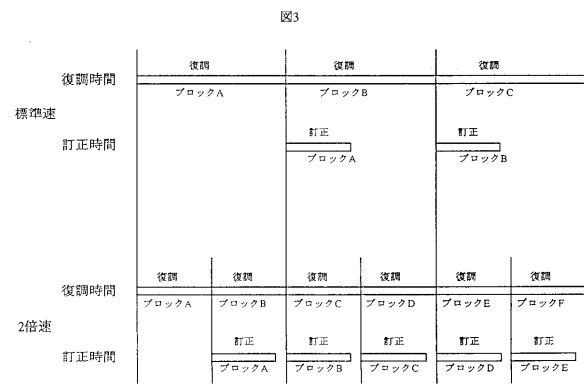 図3
復調 復調 復調
復調時間
ブロックA ブロックB ブロックC
標準速
訂正 訂正
訂正時間
ブロックA ブロックB
復調 復調 復調 復調 復調 復調
復調時間
ブロックA ブロックB ブロックC ブロックD ブロックE ブロックF
2倍速
訂正 訂正 訂正 訂正 訂正
訂正時間
ブロックA ブロックB ブロックC ブロックD ブロックE